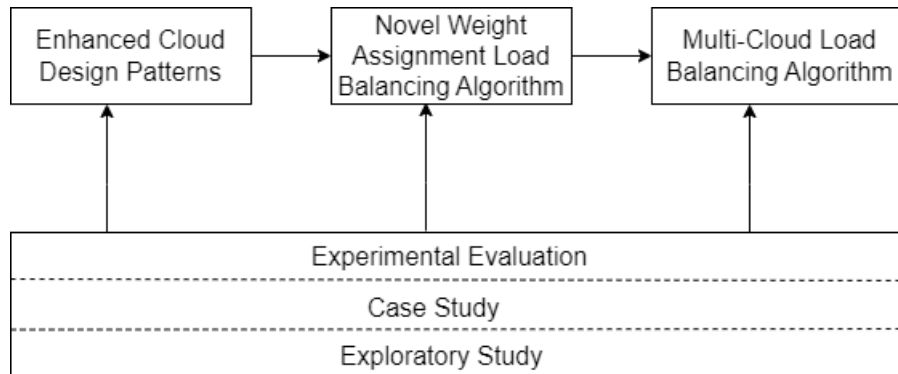 Enhanced Cloud
Design Patterns
Novel Weight
Assignment Load
Balancing Algorithm
Multi-Cloud Load
Balancing Algorithm
Experimental Evaluation
Case Study
Exploratory Study